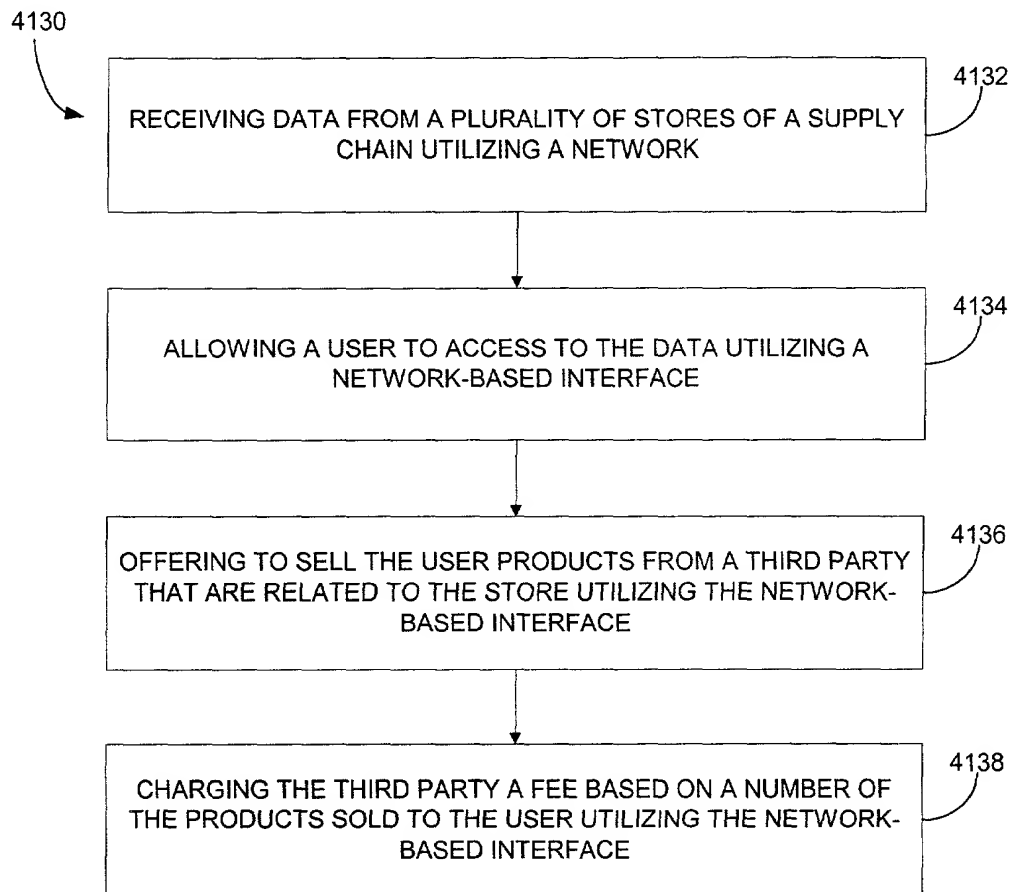 4130
4132
RECEIVING DATA FROM A PLURALITY OF STORES OF A SUPPLY
CHAIN UTILIZING A NETWORK
4134
ALLOWING A USER TO ACCESS TO THE DATA UTILIZING A
NETWORK-BASED INTERFACE
4136
OFFERING TO SELL THE USER PRODUCTS FROM A THIRD PARTY
THAT ARE RELATED TO THE STORE UTILIZING THE NETWORK-
BASED INTERFACE
4138
CHARGING THE THIRD PARTY A FEE BASED ON A NUMBER OF
THE PRODUCTS SOLD TO THE USER UTILIZING THE NETWORK-
BASED INTERFACE